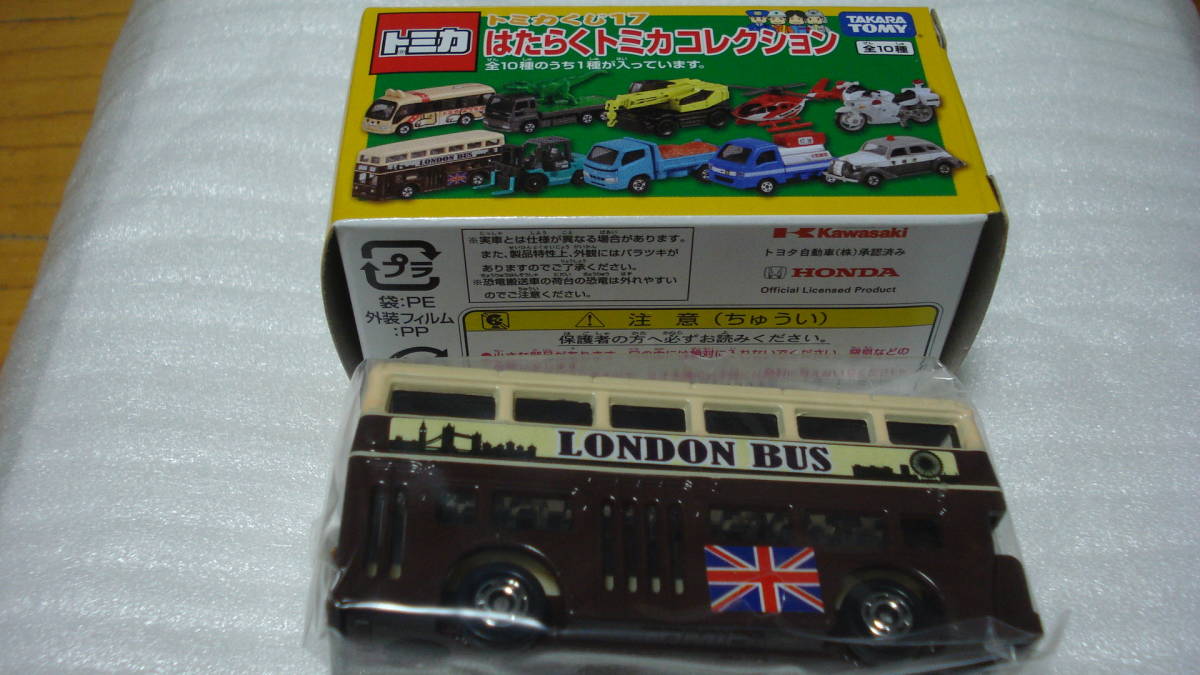 トミカ
トミカくじ17
はたらくトミカコレクション
全10種のうち1種が入っています。
TAKARA
TOMY
全10種
LONDON BUS
プラ
袋:PE
外装フィルム
:PP
※実車とは仕様が異なる場合があります。
また、製品特性上、外観にはバラツキが
ありますのでご了承ください。
※恐竜搬送車の荷台の恐竜は外れやすい
のでご注意ください。
Kawasaki
トヨタ自動車(株)承認済み
HONDA
Official Licensed Product
注意(ちゅうい)
保護者の方へ必ずお読みください。
LONDON BUS